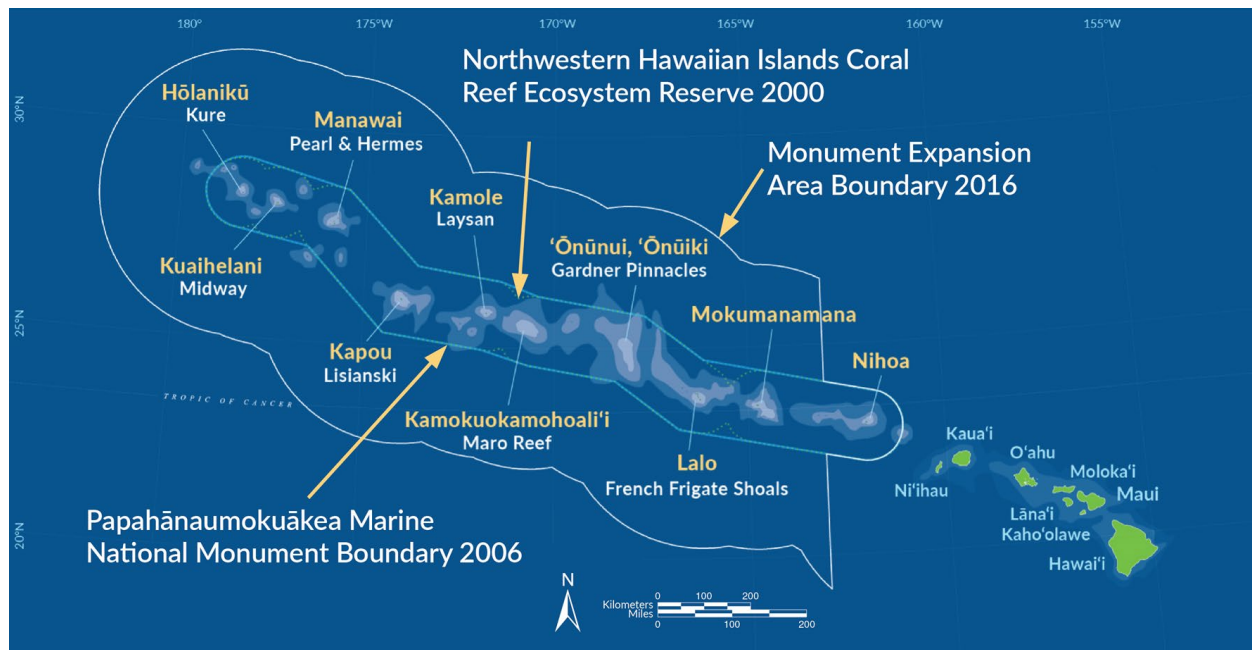 180°
175°W
170°W
165°W
160°W
155°W
30°N
25°N
20°N
Northwestern Hawaiian Islands Coral
Reef Ecosystem Reserve 2000
Monument Expansion
Area Boundary 2016
Hōlanikū
Kure
Manawai
Pearl & Hermes
Kamole
Laysan
ʻŌnūnui, ʻŌnūiki
Gardner Pinnacles
Kuaihelani
Midway
Mokumanamana
Nihoa
Kapou
Lisianski
TROPIC OF CANCER
Kamokuokamohoaliʻi
Maro Reef
Lalo
French Frigate Shoals
Papahānaumokuākea Marine
National Monument Boundary 2006
Kauaʻi
Niʻihau
Oʻahu
Molokaʻi
Maui
Lānaʻi
Kahoʻolawe
Hawaiʻi
N
0 100 200
Kilometers
Miles
0 100 200